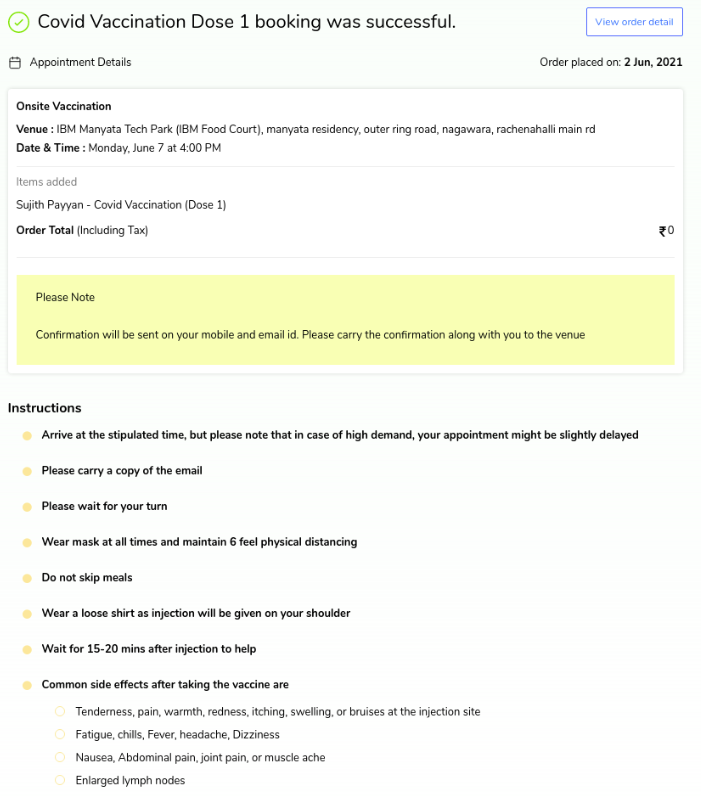 Covid Vaccination Dose 1 booking was successful.
View order detail
Appointment Details
Order placed on: 2 Jun, 2021
Onsite Vaccination
Venue : IBM Manyata Tech Park (IBM Food Court), manyata residency, outer ring road, nagawara, rachenahalli main rd
Date & Time : Monday, June 7 at 4:00 PM
Items added
Sujith Payyan - Covid Vaccination (Dose 1)
Order Total (Including Tax)
₹0
Please Note
Confirmation will be sent on your mobile and email id. Please carry the confirmation along with you to the venue
Instructions
Arrive at the stipulated time, but please note that in case of high demand, your appointment might be slightly delayed
Please carry a copy of the email
Please wait for your turn
Wear mask at all times and maintain 6 feel physical distancing
Do not skip meals
Wear a loose shirt as injection will be given on your shoulder
Wait for 15-20 mins after injection to help
Common side effects after taking the vaccine are
Tenderness, pain, warmth, redness, itching, swelling, or bruises at the injection site
Fatigue, chills, Fever, headache, Dizziness
Nausea, Abdominal pain, joint pain, or muscle ache
Enlarged lymph nodes